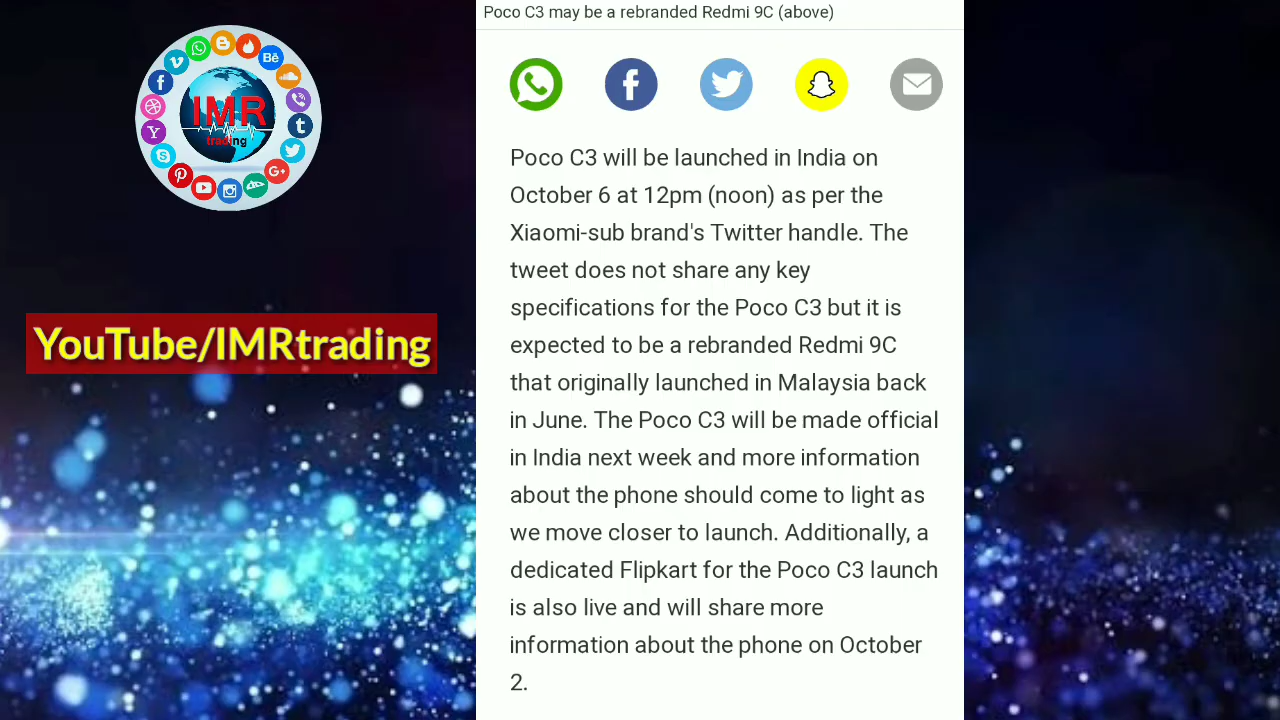 IMR
trading
YouTube/IMRtrading
Poco C3 may be a rebranded Redmi 9C (above)
Poco C3 will be launched in India on
October 6 at 12pm (noon) as per the
Xiaomi-sub brand's Twitter handle. The
tweet does not share any key
specifications for the Poco C3 but it is
expected to be a rebranded Redmi 9C
that originally launched in Malaysia back
in June. The Poco C3 will be made official
in India next week and more information
about the phone should come to light as
we move closer to launch. Additionally, a
dedicated Flipkart for the Poco C3 launch
is also live and will share more
information about the phone on October
2.